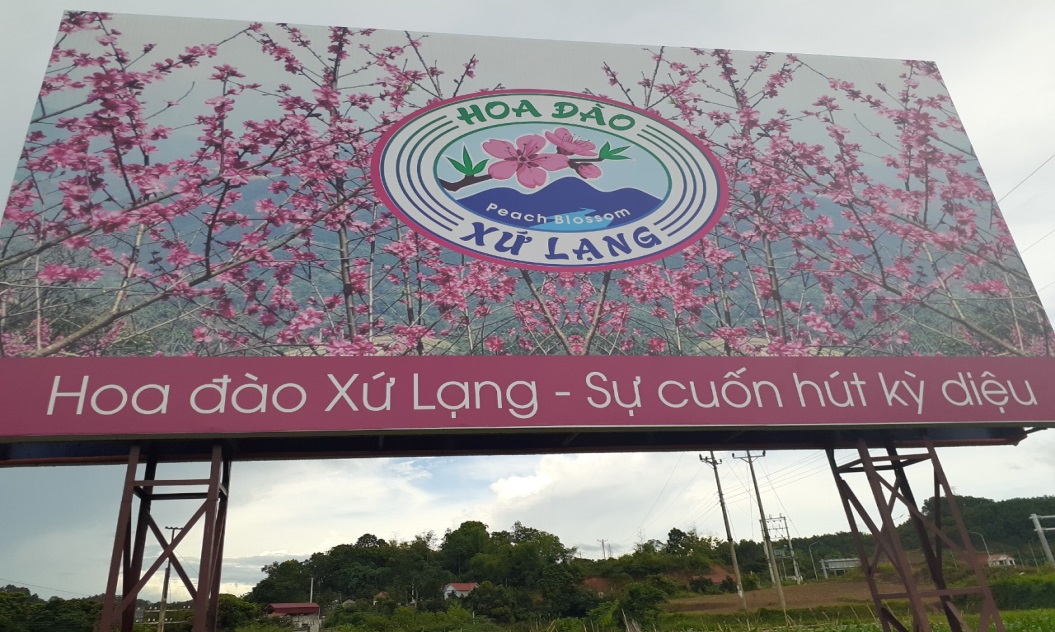 HOA ĐÀO
Peach Blossom
XỨ LẠNG
Hoa đào Xứ Lạng - Sự cuốn hút kỳ diệu